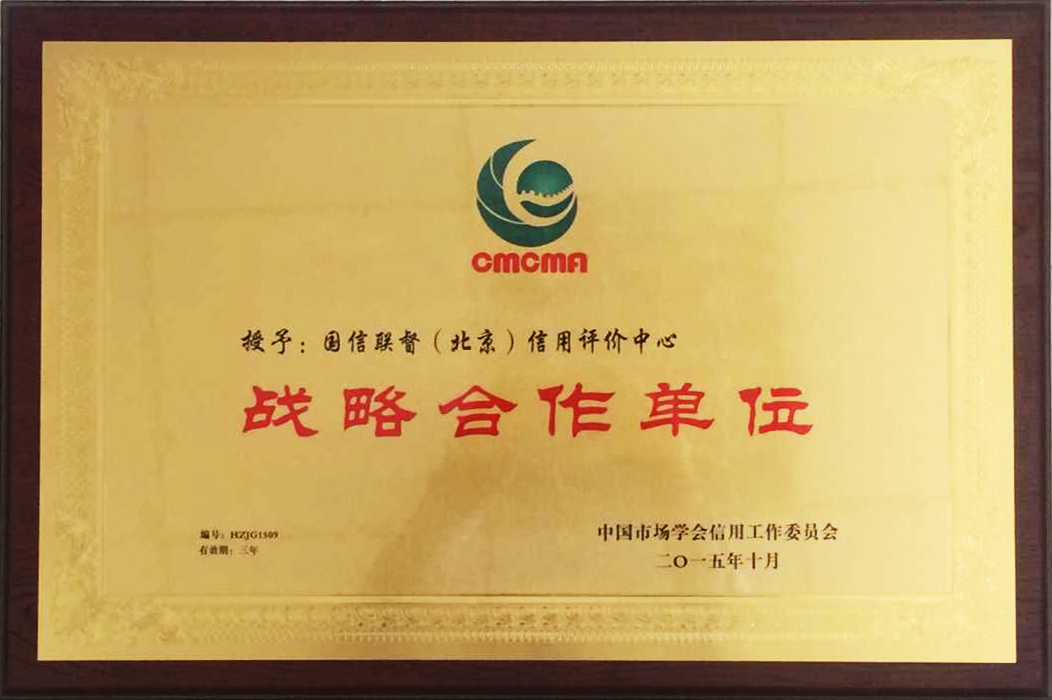 CMCMA
授予：国信联督（北京）信用评价中心
战略合作单位
编号：HZJG1509
有效期：三年
中国市场学会信用工作委员会
二〇一五年十月